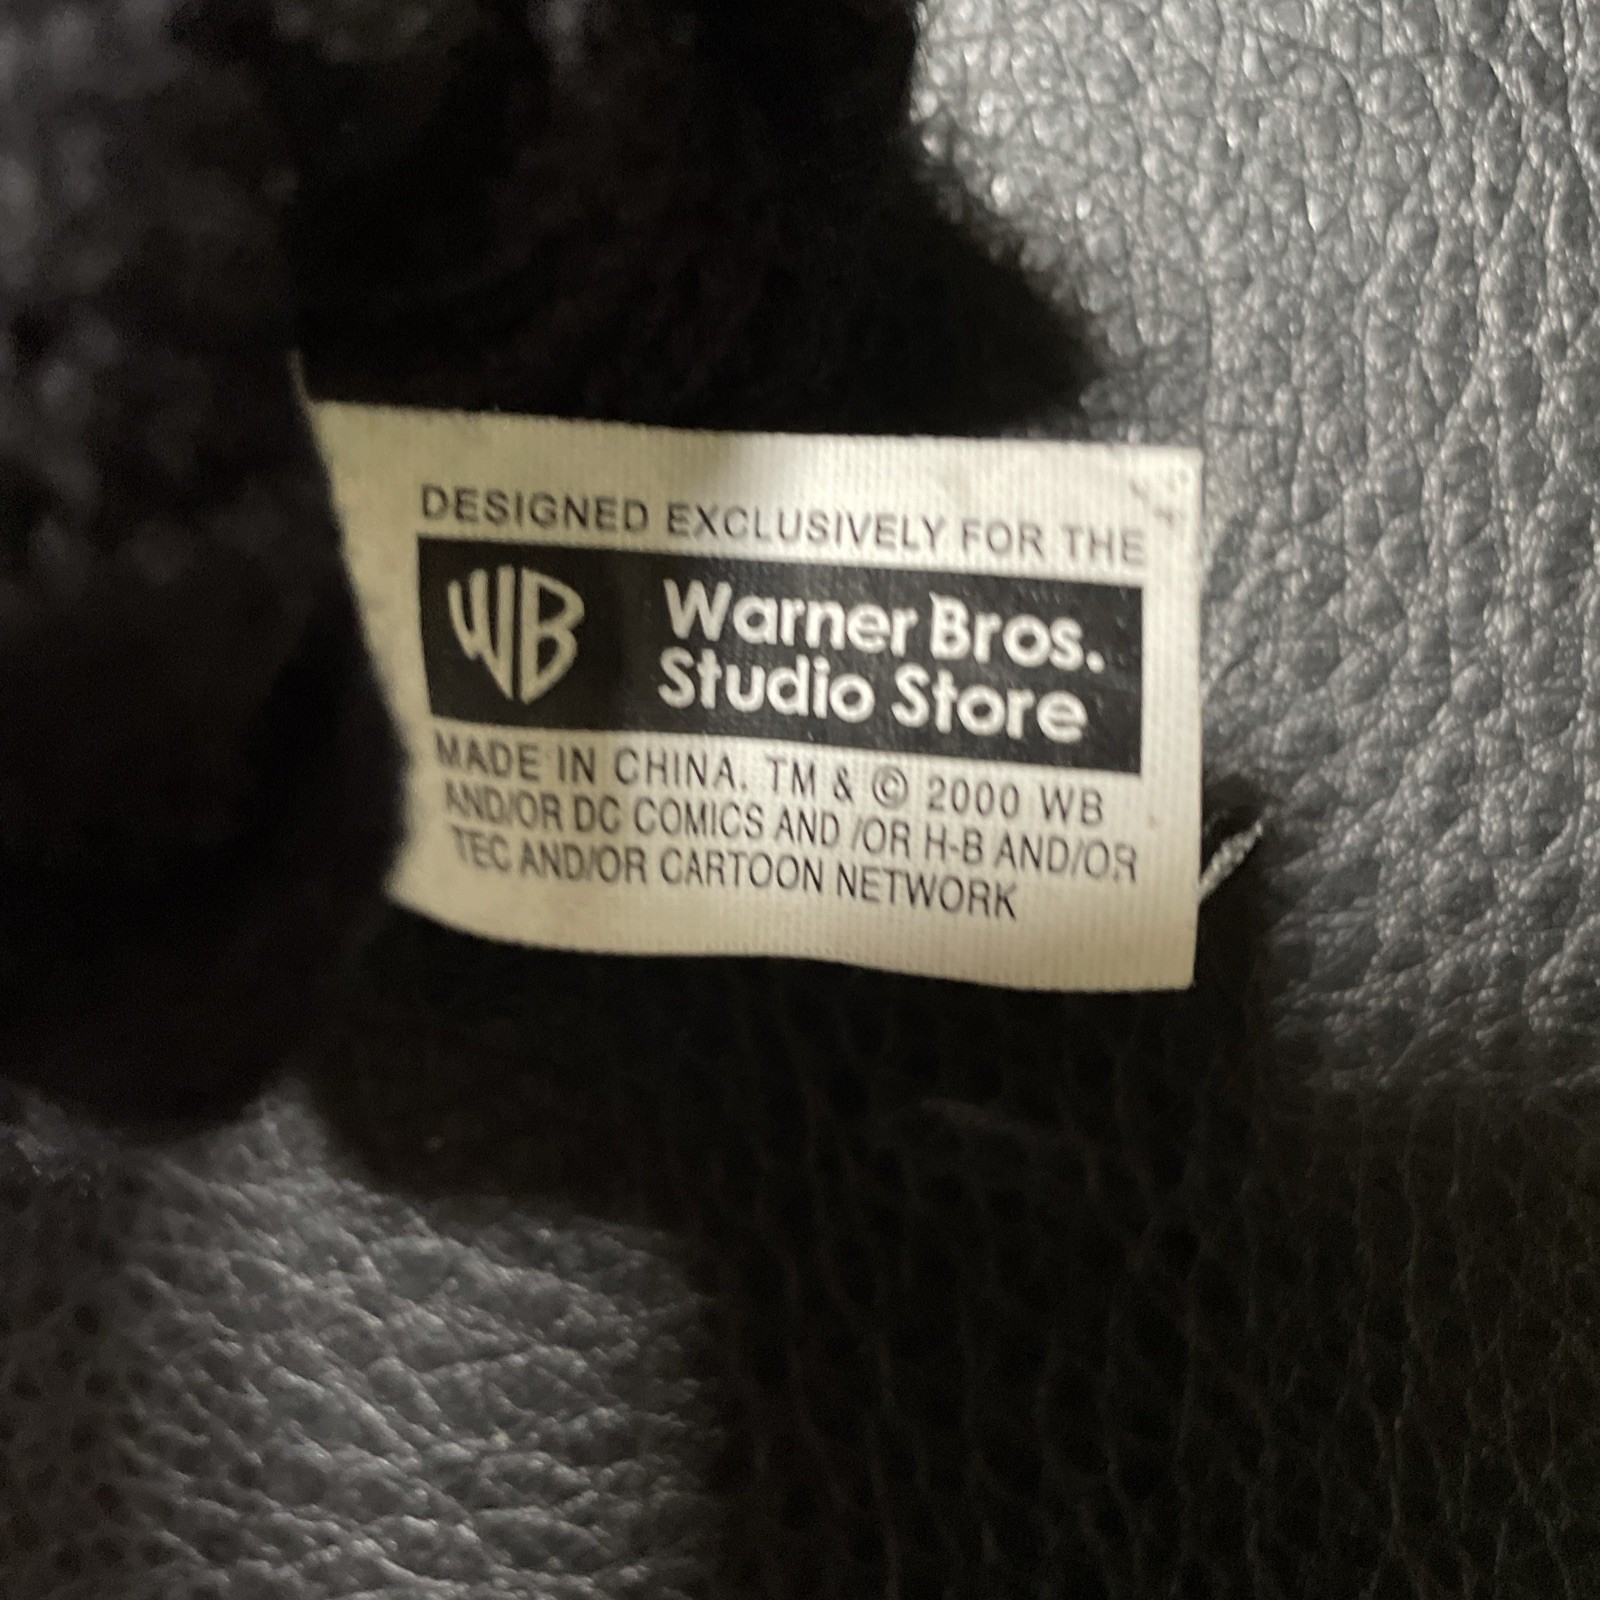 DESIGNED EXCLUSIVELY FOR THE
WB Warner Bros.
Studio Store
MADE IN CHINA. TM & © 2000 WB
AND/OR DC COMICS AND /OR H-B AND/OR
TEC AND/OR CARTOON NETWORK